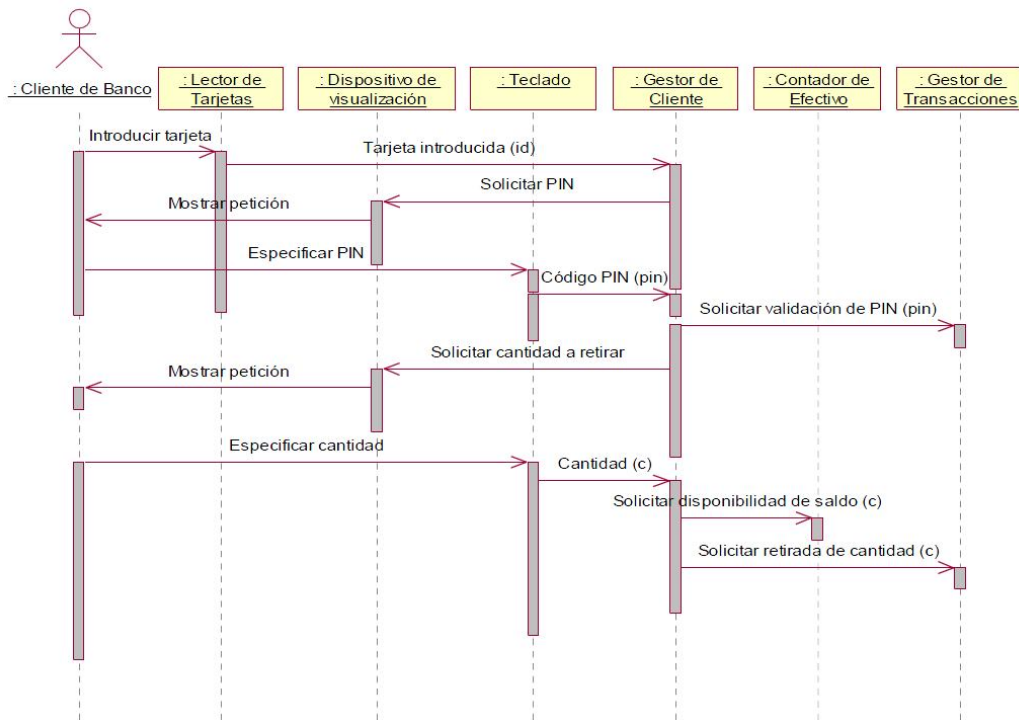 : Cliente de Banco
: Lector de
Tarjetas
: Dispositivo de
visualización
: Teclado
: Gestor de
Cliente
: Contador de
Efectivo
: Gestor de
Transacciones
Introducir tarjeta
Tarjeta introducida (id)
Solicitar PIN
Mostrar petición
Especificar PIN
Código PIN (pin)
Solicitar validación de PIN (pin)
Solicitar cantidad a retirar
Mostrar petición
Especificar cantidad
Cantidad (c)
Solicitar disponibilidad de saldo (c)
Solicitar retirada de cantidad (c)